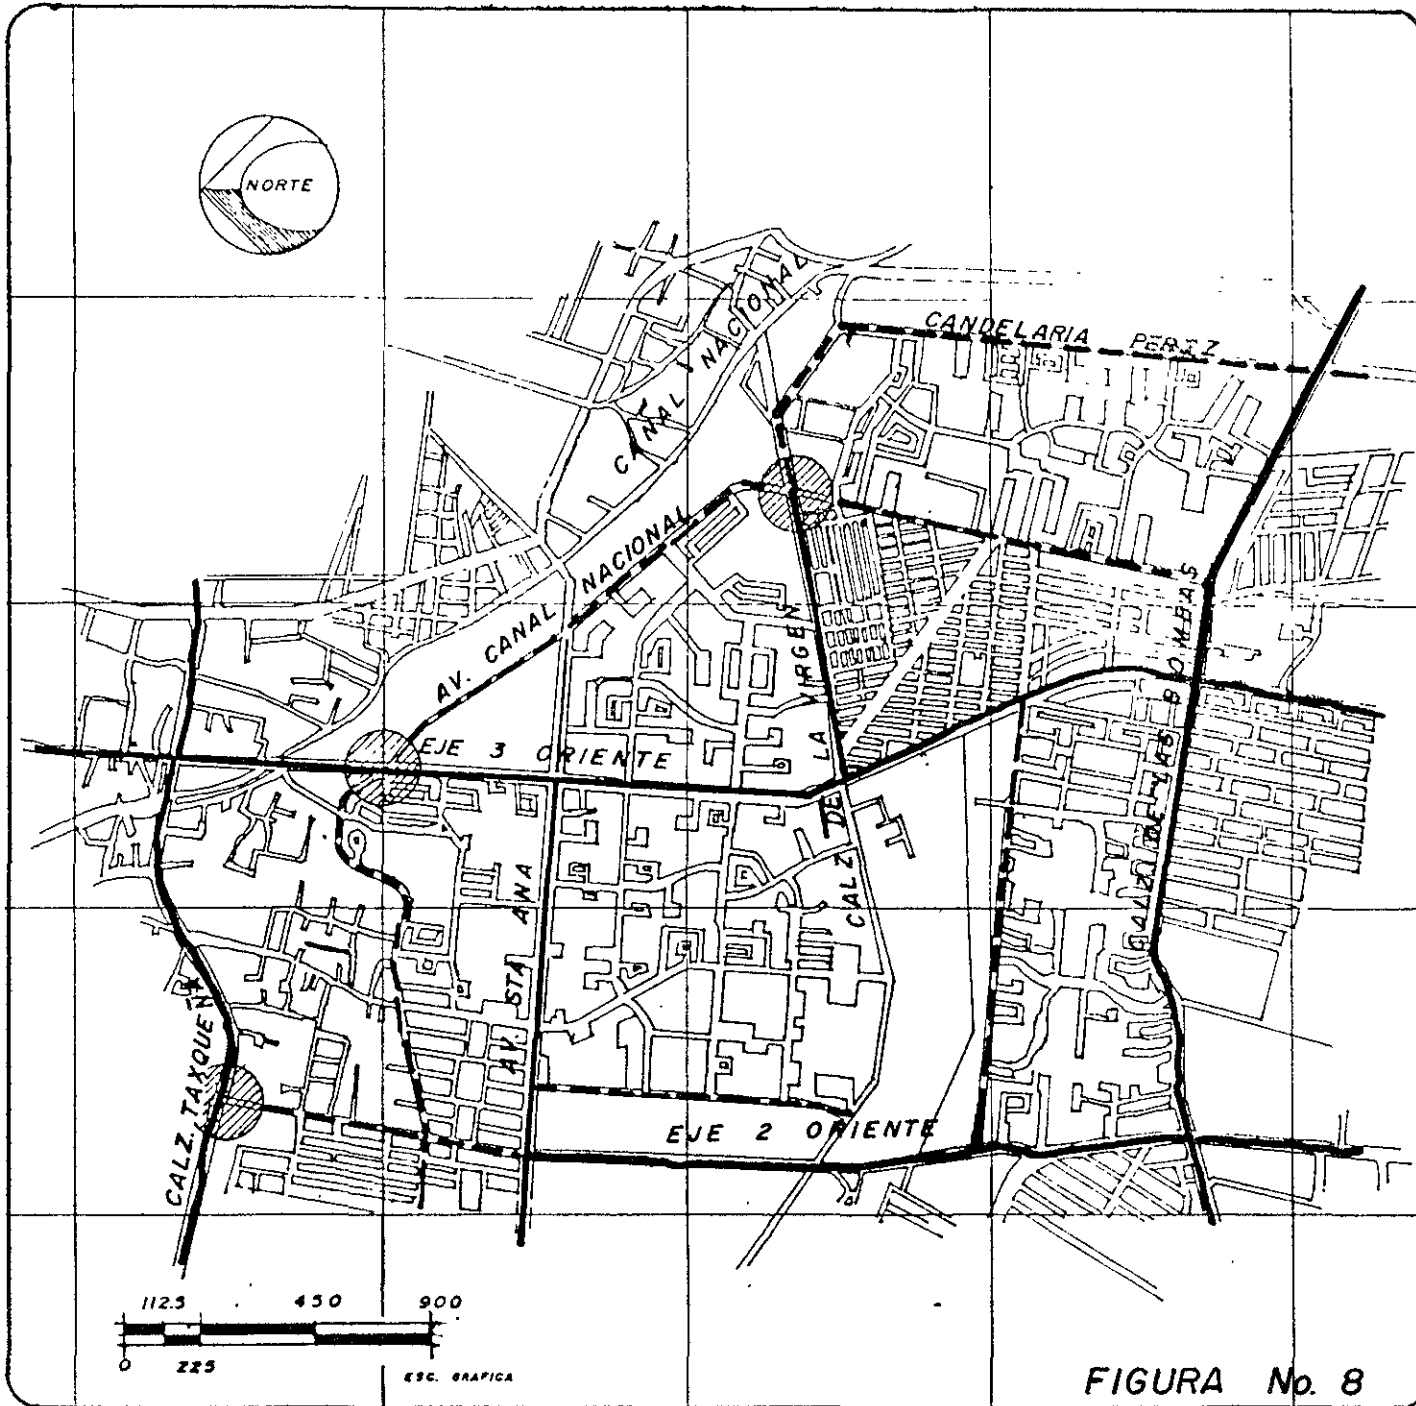 NORTE
CANAL NACIONAL
CANDELARIA PEREZ
AV. CANAL NACIONAL
EJE 3 ORIENTE
CALZ. DE LA VIRGEN
CALZ. DE LAS BOMBAS
AV. STA ANA
CALZ. TAXQUEÑA
EJE 2 ORIENTE
112.5 450 900
0 225
ESC. GRAFICA
FIGURA No. 8